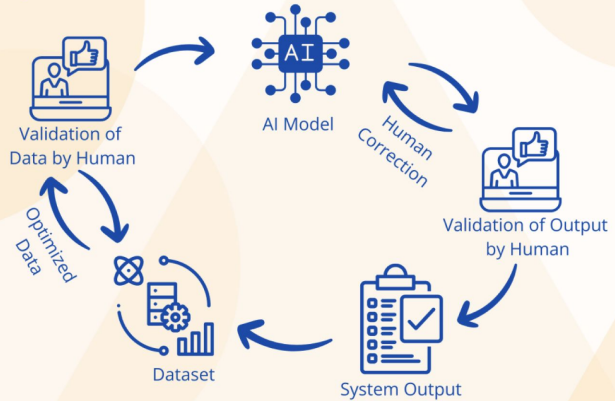 AI
AI Model
Validation of
Data by Human
Human
Correction
Validation of Output
by Human
Optimized
Data
Dataset
System Output